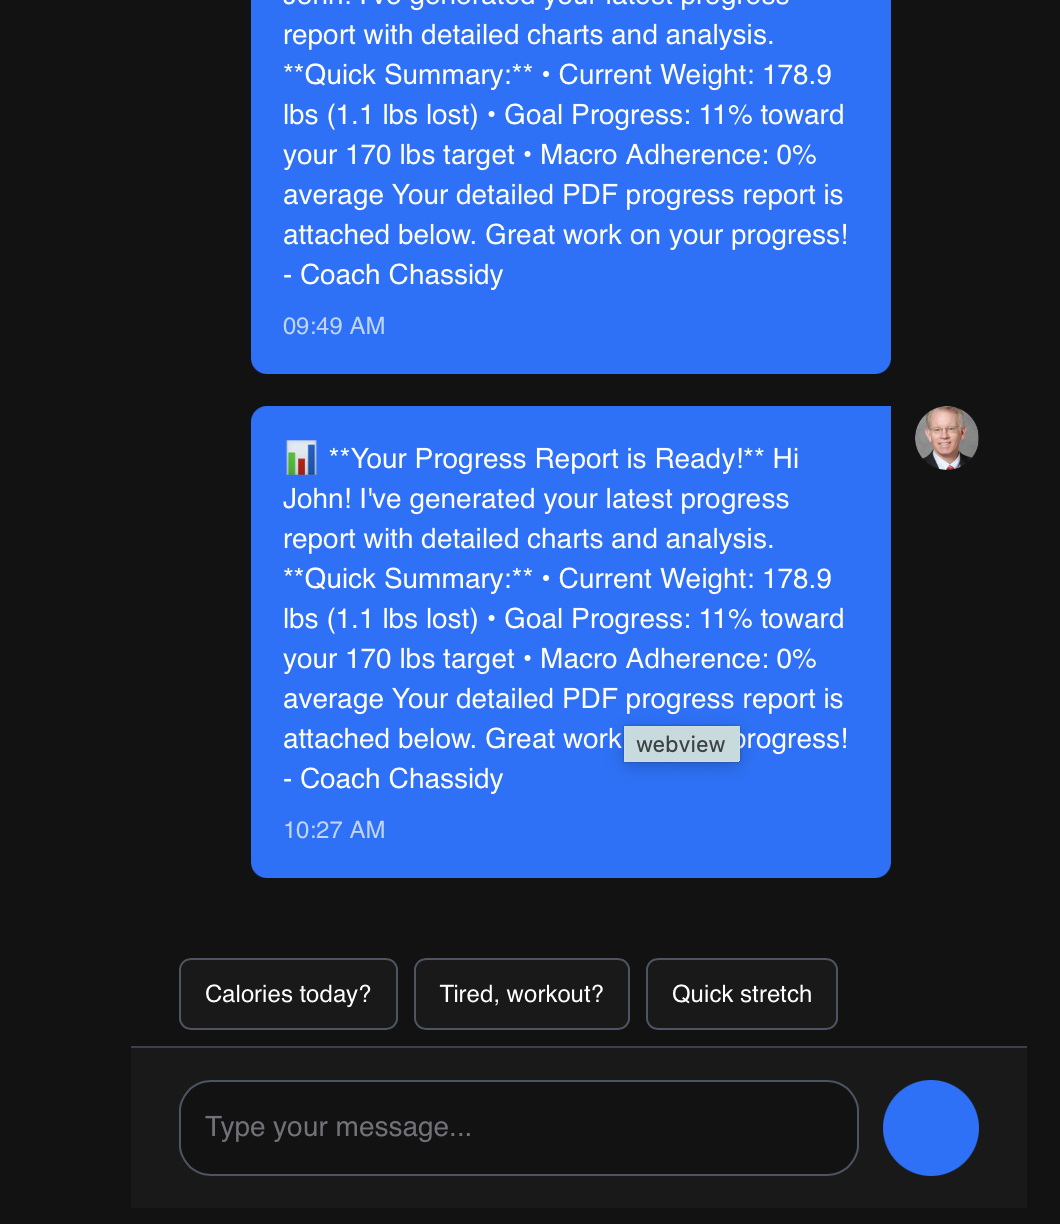 John! I've generated your latest progress
report with detailed charts and analysis.
**Quick Summary:** • Current Weight: 178.9
lbs (1.1 lbs lost) • Goal Progress: 11% toward
your 170 lbs target • Macro Adherence: 0%
average Your detailed PDF progress report is
attached below. Great work on your progress!
- Coach Chassidy
09:49 AM
📊 **Your Progress Report is Ready!** Hi
John! I've generated your latest progress
report with detailed charts and analysis.
**Quick Summary:** • Current Weight: 178.9
lbs (1.1 lbs lost) • Goal Progress: 11% toward
your 170 lbs target • Macro Adherence: 0%
average Your detailed PDF progress report is
attached below. Great work webview progress!
- Coach Chassidy
10:27 AM
Calories today? Tired, workout? Quick stretch
Type your message...